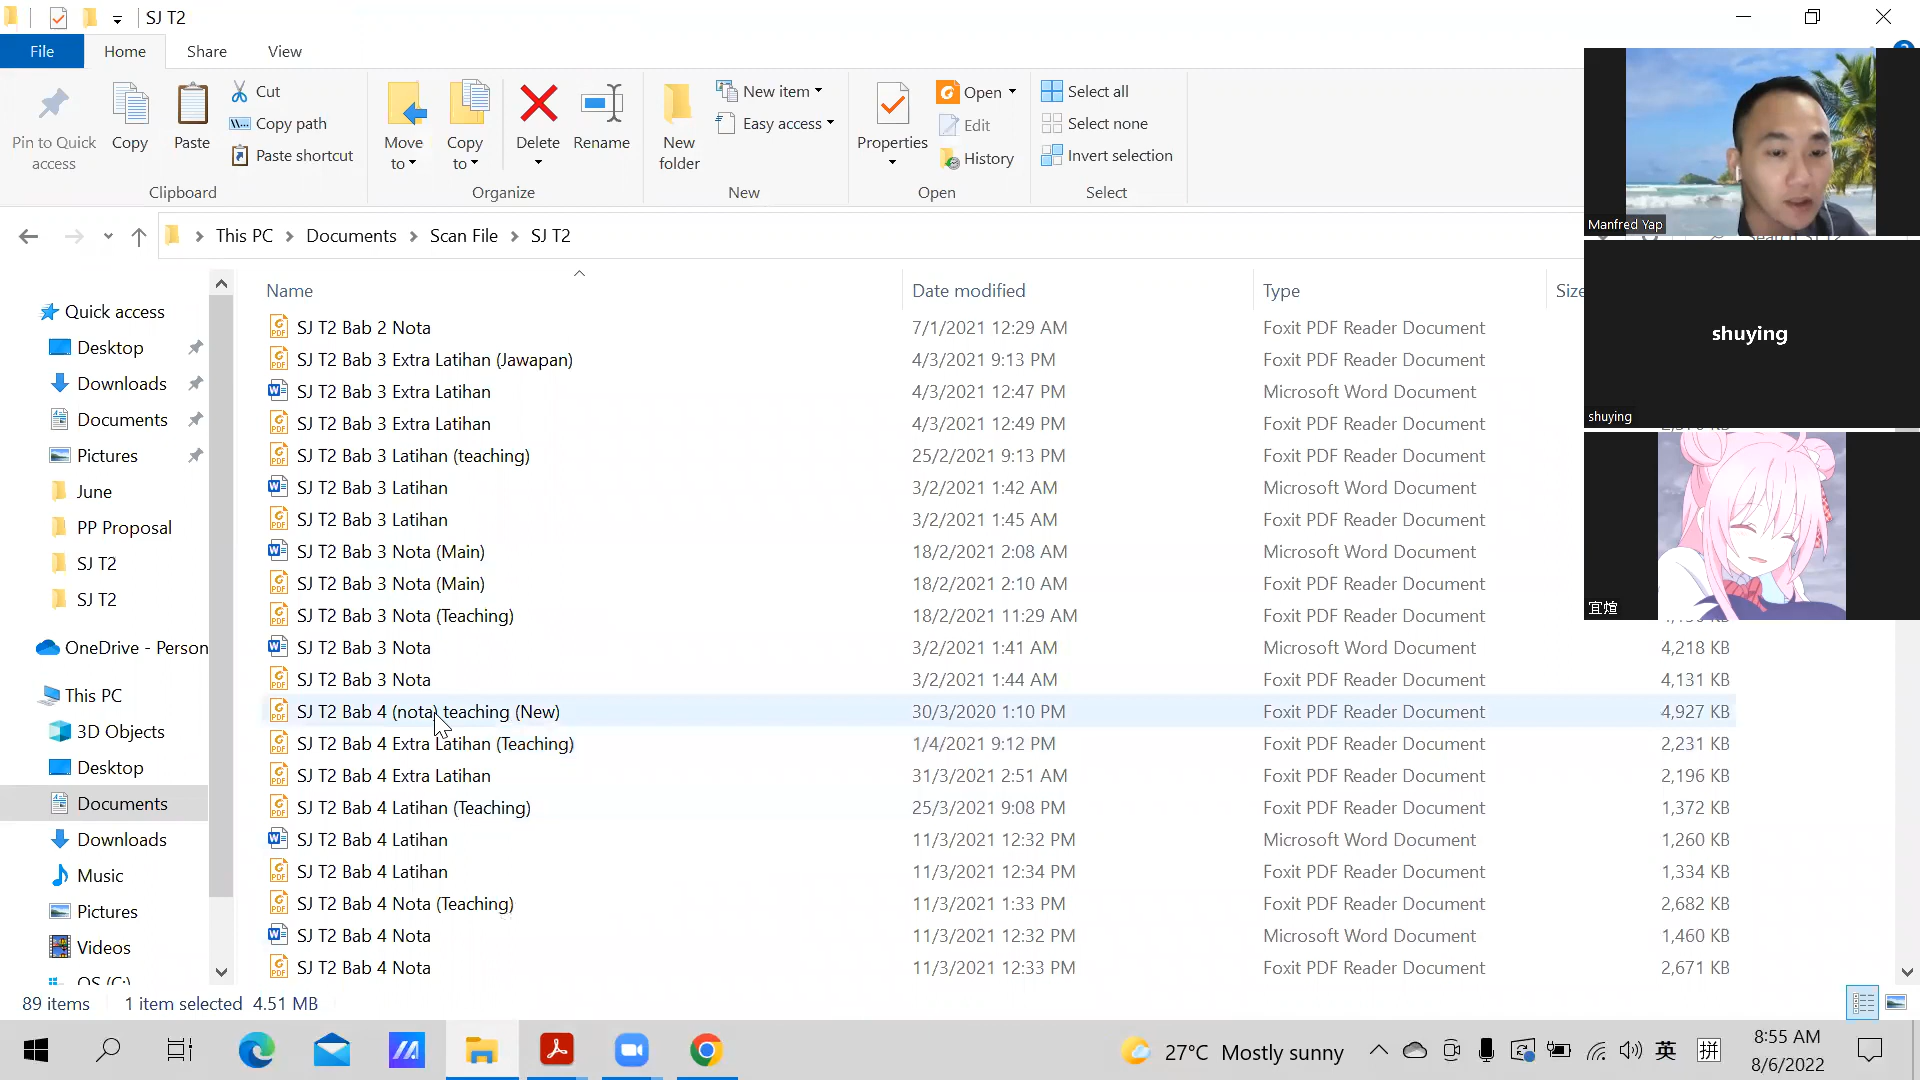 SJ T2
File
Home
Share
View
Pin to Quick
access
Copy
Paste
Cut
Copy path
Paste shortcut
Clipboard
Move
to
Copy
to
Delete
Rename
Organize
New
folder
New item
Easy access
New
Properties
Open
Edit
History
Open
Select all
Select none
Invert selection
Select
This PC
Documents
Scan File
SJ T2
Name
Date modified
Type
Size
Quick access
Desktop
Downloads
Documents
Pictures
June
PP Proposal
SJ T2
SJ T2
OneDrive - Person
This PC
3D Objects
Desktop
Documents
Downloads
Music
Pictures
Videos
OS (C:)
SJ T2 Bab 2 Nota 7/1/2021 12:29 AM Foxit PDF Reader Document
SJ T2 Bab 3 Extra Latihan (Jawapan) 4/3/2021 9:13 PM Foxit PDF Reader Document
SJ T2 Bab 3 Extra Latihan 4/3/2021 12:47 PM Microsoft Word Document
SJ T2 Bab 3 Extra Latihan 4/3/2021 12:49 PM Foxit PDF Reader Document
SJ T2 Bab 3 Latihan (teaching) 25/2/2021 9:13 PM Foxit PDF Reader Document
SJ T2 Bab 3 Latihan 3/2/2021 1:42 AM Microsoft Word Document
SJ T2 Bab 3 Latihan 3/2/2021 1:45 AM Foxit PDF Reader Document
SJ T2 Bab 3 Nota (Main) 18/2/2021 2:08 AM Microsoft Word Document
SJ T2 Bab 3 Nota (Main) 18/2/2021 2:10 AM Foxit PDF Reader Document
SJ T2 Bab 3 Nota (Teaching) 18/2/2021 11:29 AM Foxit PDF Reader Document
SJ T2 Bab 3 Nota 3/2/2021 1:41 AM Microsoft Word Document 4,218 KB
SJ T2 Bab 3 Nota 3/2/2021 1:44 AM Foxit PDF Reader Document 4,131 KB
SJ T2 Bab 4 (nota) teaching (New) 30/3/2020 1:10 PM Foxit PDF Reader Document 4,927 KB
SJ T2 Bab 4 Extra Latihan (Teaching) 1/4/2021 9:12 PM Foxit PDF Reader Document 2,231 KB
SJ T2 Bab 4 Extra Latihan 31/3/2021 2:51 AM Foxit PDF Reader Document 2,196 KB
SJ T2 Bab 4 Latihan (Teaching) 25/3/2021 9:08 PM Foxit PDF Reader Document 1,372 KB
SJ T2 Bab 4 Latihan 11/3/2021 12:32 PM Microsoft Word Document 1,260 KB
SJ T2 Bab 4 Latihan 11/3/2021 12:34 PM Foxit PDF Reader Document 1,334 KB
SJ T2 Bab 4 Nota (Teaching) 11/3/2021 1:33 PM Foxit PDF Reader Document 2,682 KB
SJ T2 Bab 4 Nota 11/3/2021 12:32 PM Microsoft Word Document 1,460 KB
SJ T2 Bab 4 Nota 11/3/2021 12:33 PM Foxit PDF Reader Document 2,671 KB
Manfred Yap
shuying
shuying
宜煊
89 items 1 item selected 4.51 MB
27°C Mostly sunny
英
拼
8:55 AM
8/6/2022